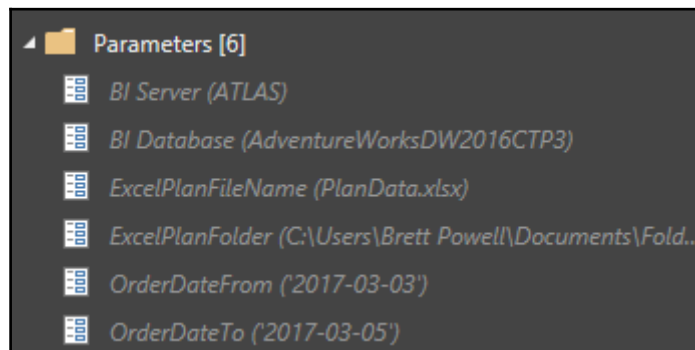 Parameters [6]
BI Server (ATLAS)
BI Database (AdventureWorksDW2016CTP3)
ExcelPlanFileName (PlanData.xlsx)
ExcelPlanFolder (C:\Users\Brett Powell\Documents\Fold...
OrderDateFrom ('2017-03-03')
OrderDateTo ('2017-03-05')